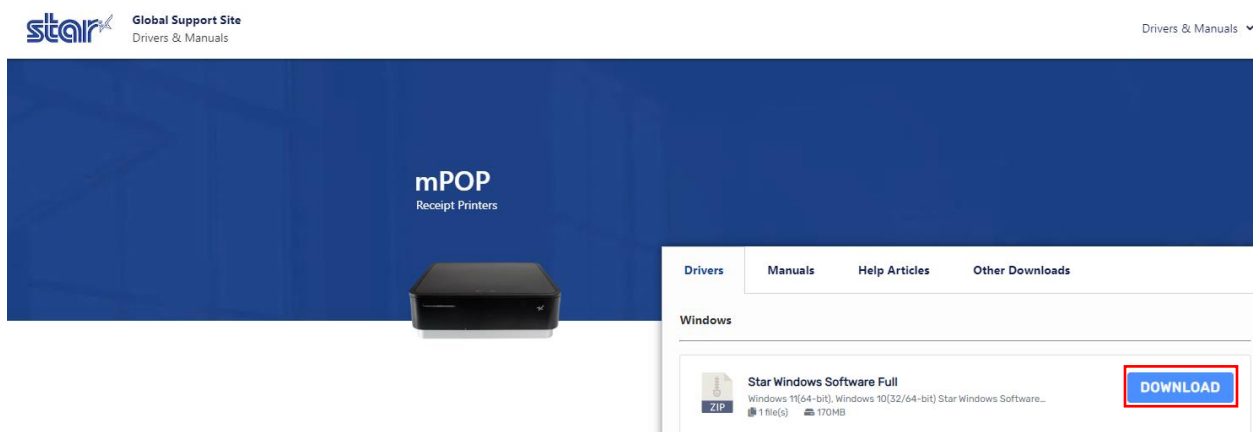 star
Global Support Site
Drivers & Manuals
Drivers & Manuals
mPOP
Receipt Printers
Drivers
Manuals
Help Articles
Other Downloads
Windows
ZIP
Star Windows Software Full
Windows 11(64-bit), Windows 10(32/64-bit) Star Windows Software...
1 file(s) 170MB
DOWNLOAD